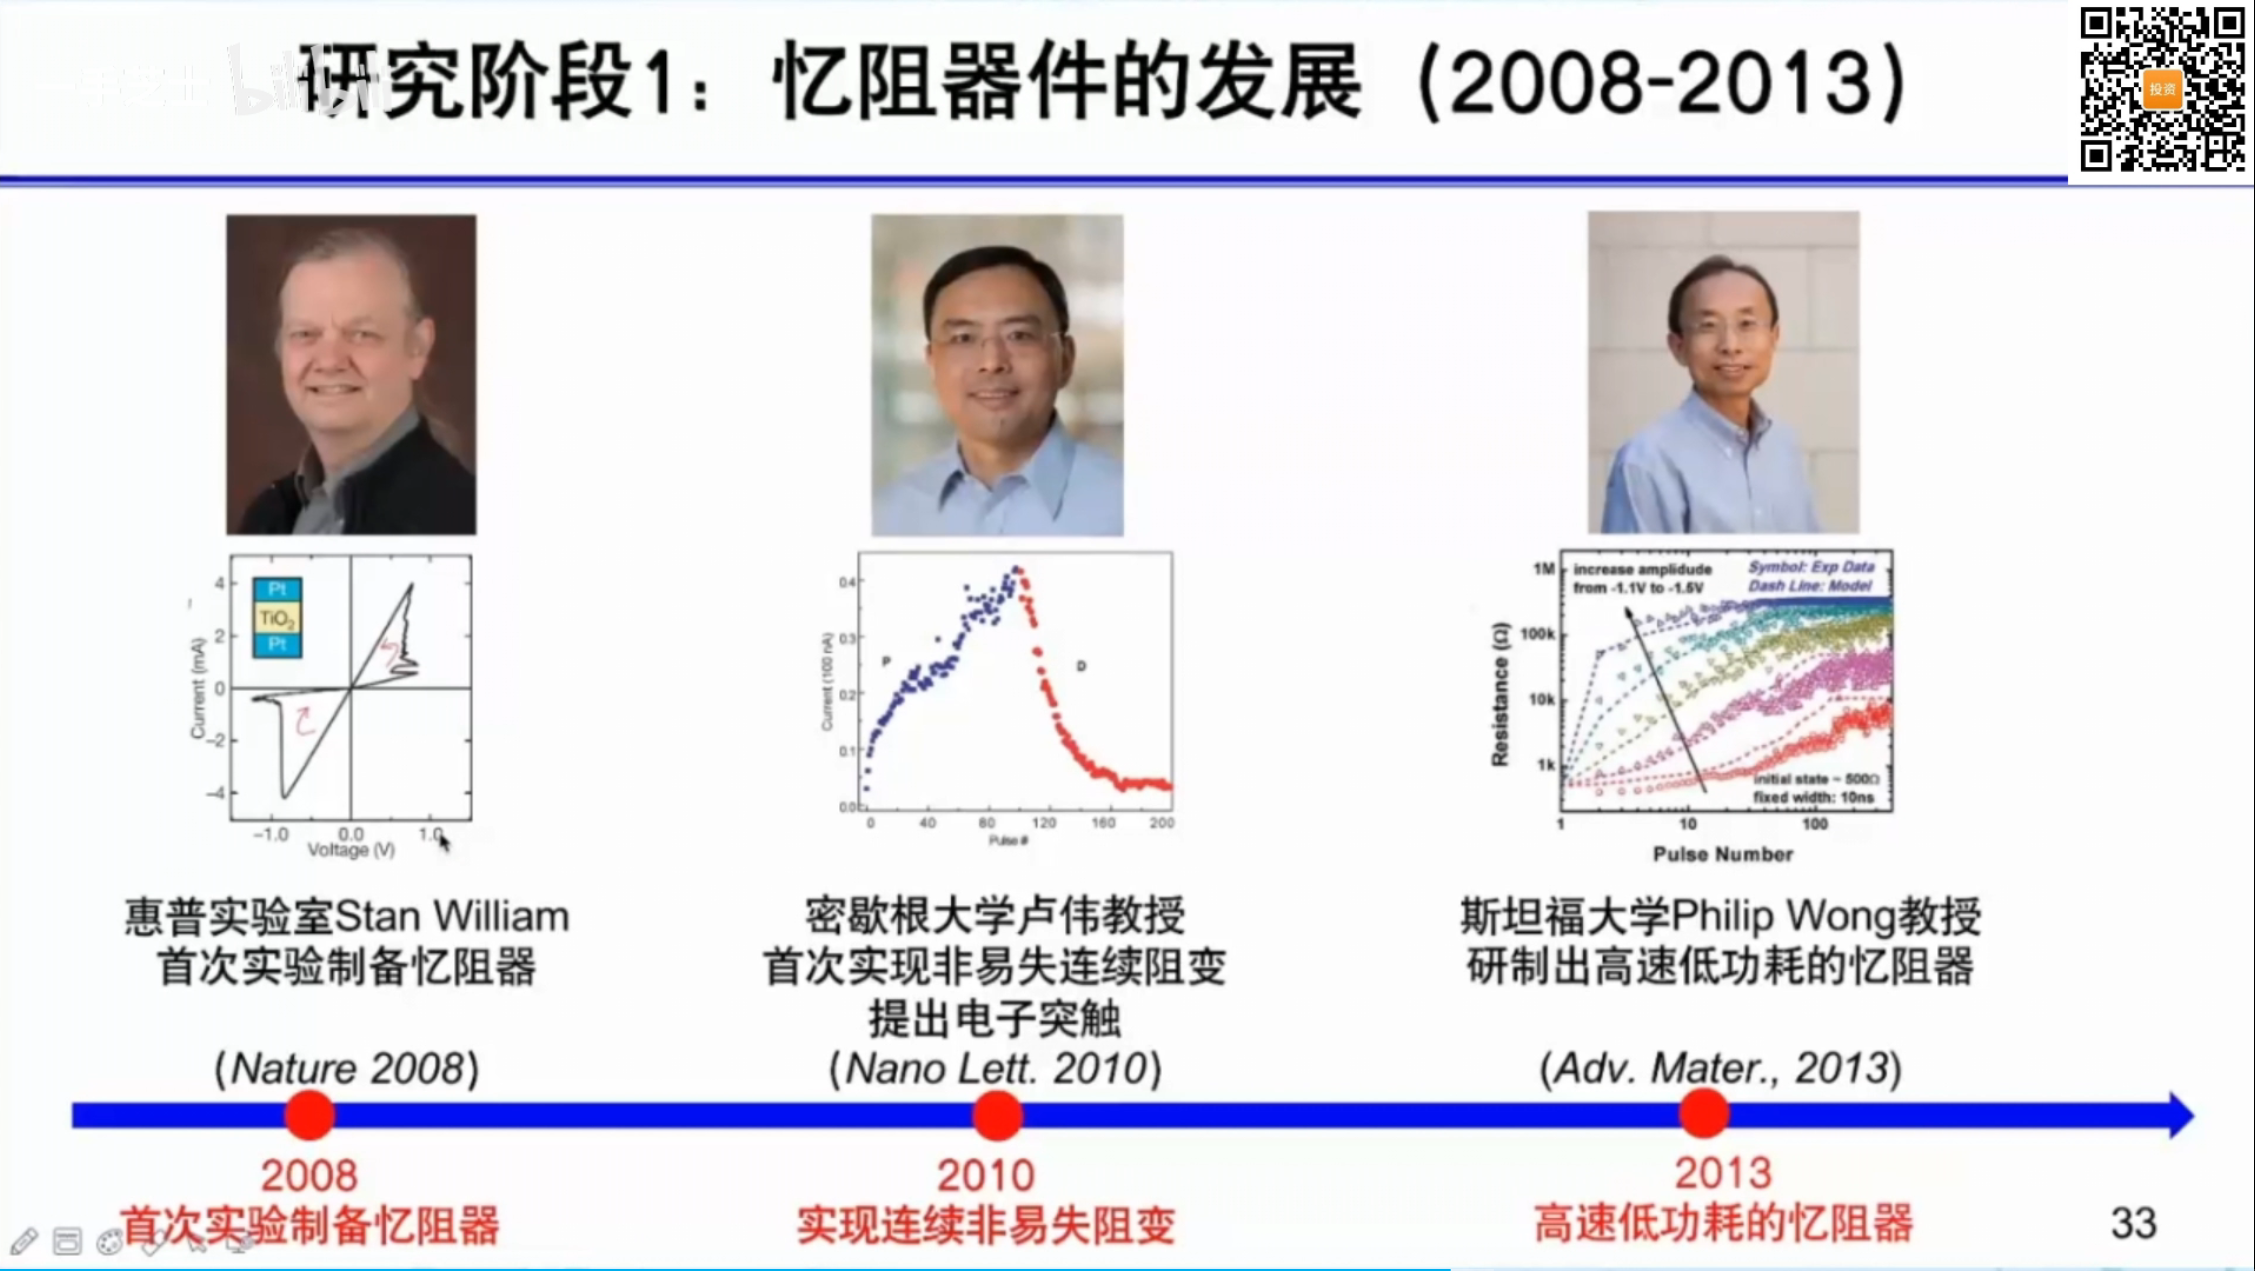 研究阶段1：忆阻器件的发展（2008-2013）
bilibili
投资
4
2
0
-2
-4
Pt
TiO2
Pt
Current (mA)
-1.0 0.0 1.0
Voltage (V)
0.4
0.3
0.2
0.1
0.0
P
D
Current (100 nA)
0 40 80 120 160 200
Pulse #
1M
100k
10k
1k
increase amplidude
from -1.1V to -1.5V
Symbol: Exp Data
Dash Line: Model
Resistance (Ω)
initial state ~ 500Ω
fixed width: 10ns
1 10 100
Pulse Number
惠普实验室Stan William
首次实验制备忆阻器
(Nature 2008)
密歇根大学卢伟教授
首次实现非易失连续阻变
提出电子突触
(Nano Lett. 2010)
斯坦福大学Philip Wong教授
研制出高速低功耗的忆阻器
(Adv. Mater., 2013)
2008
首次实验制备忆阻器
2010
实现连续非易失阻变
2013
高速低功耗的忆阻器
33